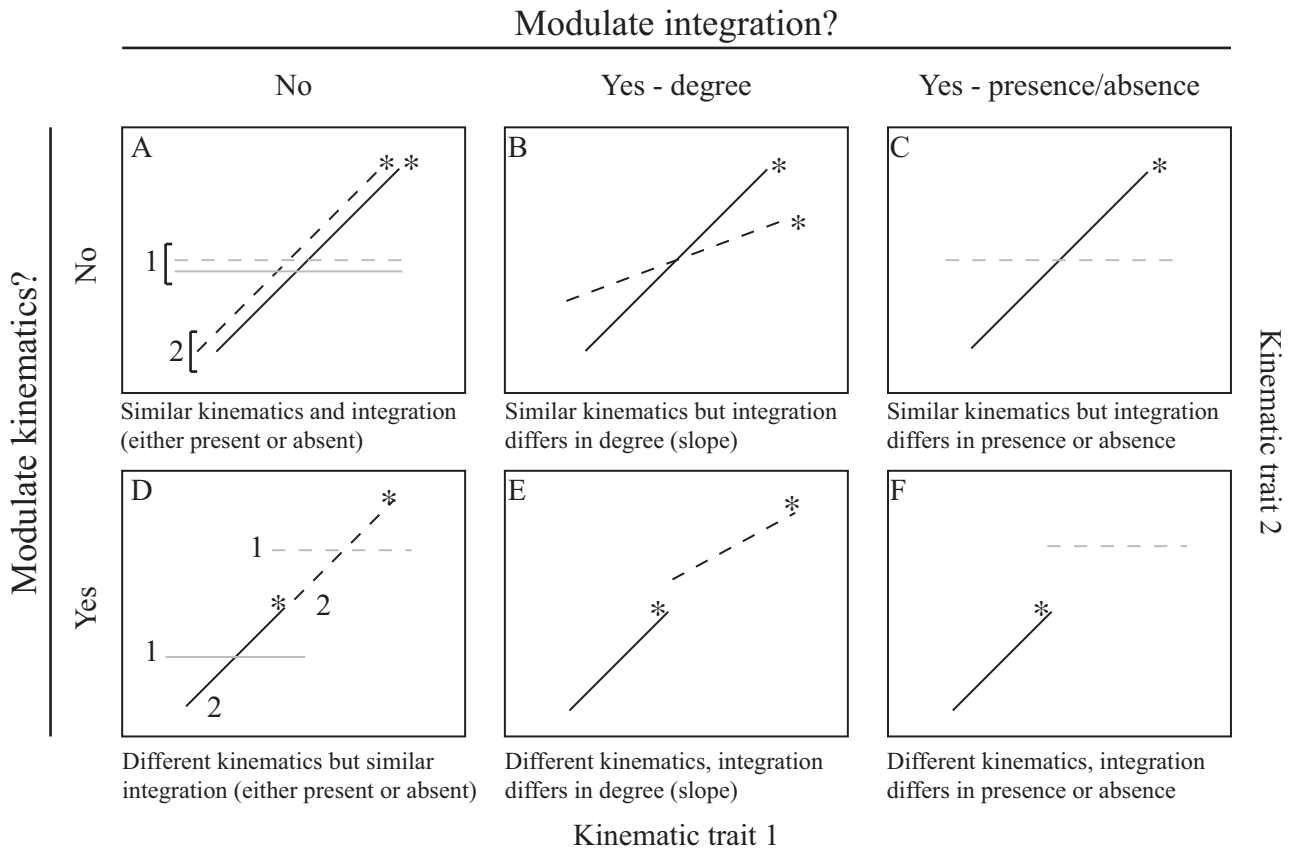 Modulate integration?
No
Yes - degree
Yes - presence/absence
Modulate kinematics?
No
A
* *
1
2
Similar kinematics and integration
(either present or absent)
B
*
*
Similar kinematics but integration
differs in degree (slope)
C
*
Similar kinematics but integration
differs in presence or absence
Kinematic trait 2
Yes
D
*
1
*
2
1
2
Different kinematics but similar
integration (either present or absent)
E
*
*
Different kinematics, integration
differs in degree (slope)
F
*
Different kinematics, integration
differs in presence or absence
Kinematic trait 1